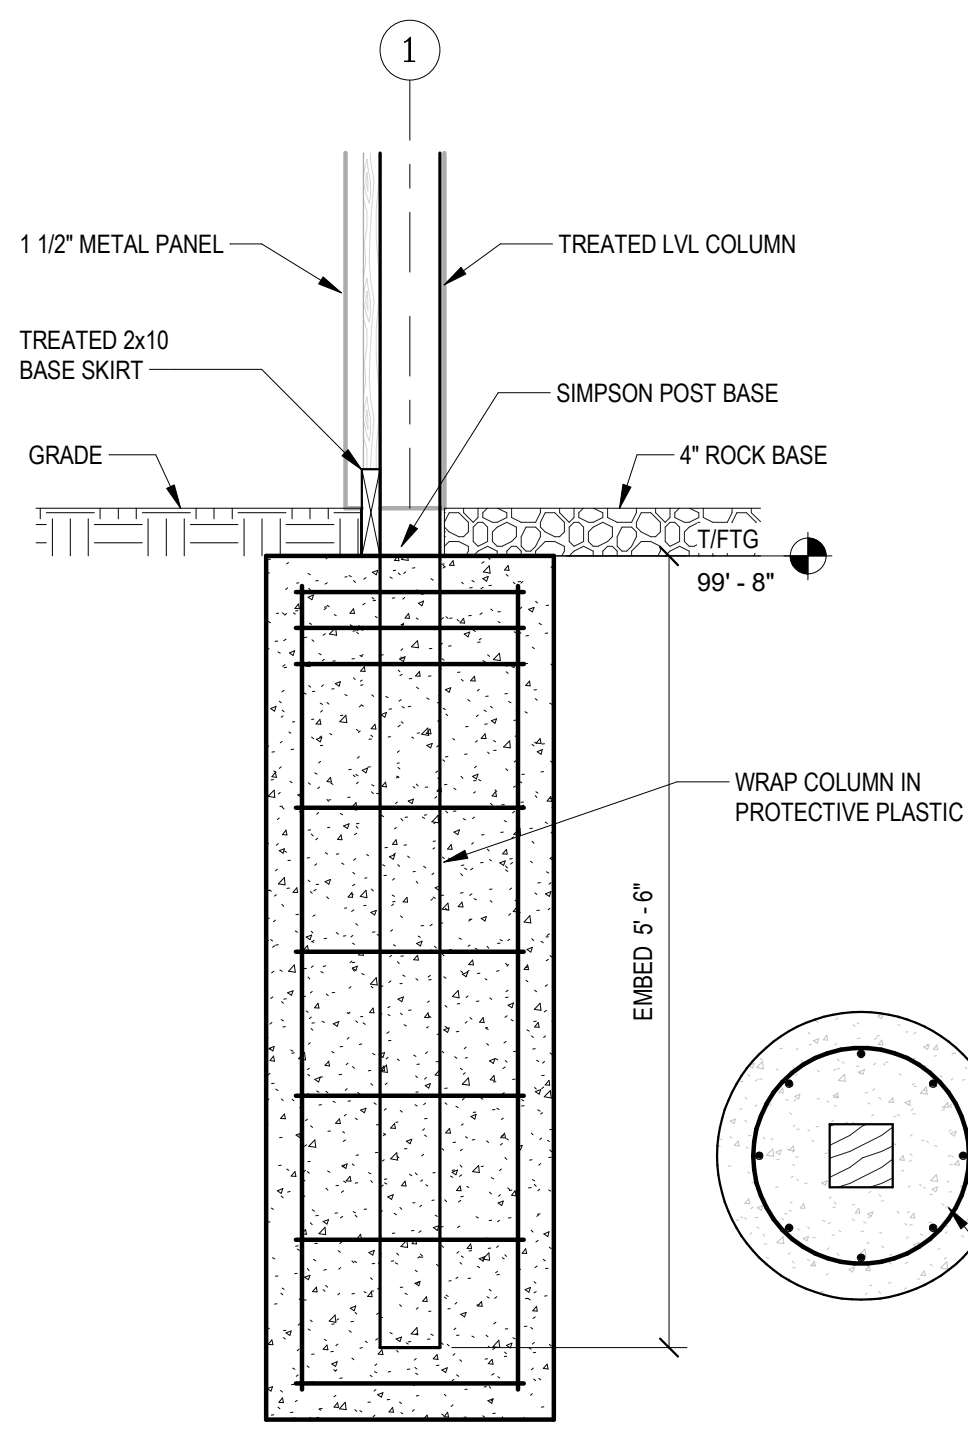 1
1 1/2" METAL PANEL
TREATED LVL COLUMN
TREATED 2x10
BASE SKIRT
SIMPSON POST BASE
GRADE
4" ROCK BASE
T/FTG
99' - 8"
WRAP COLUMN IN
PROTECTIVE PLASTIC
EMBED 5' - 6"